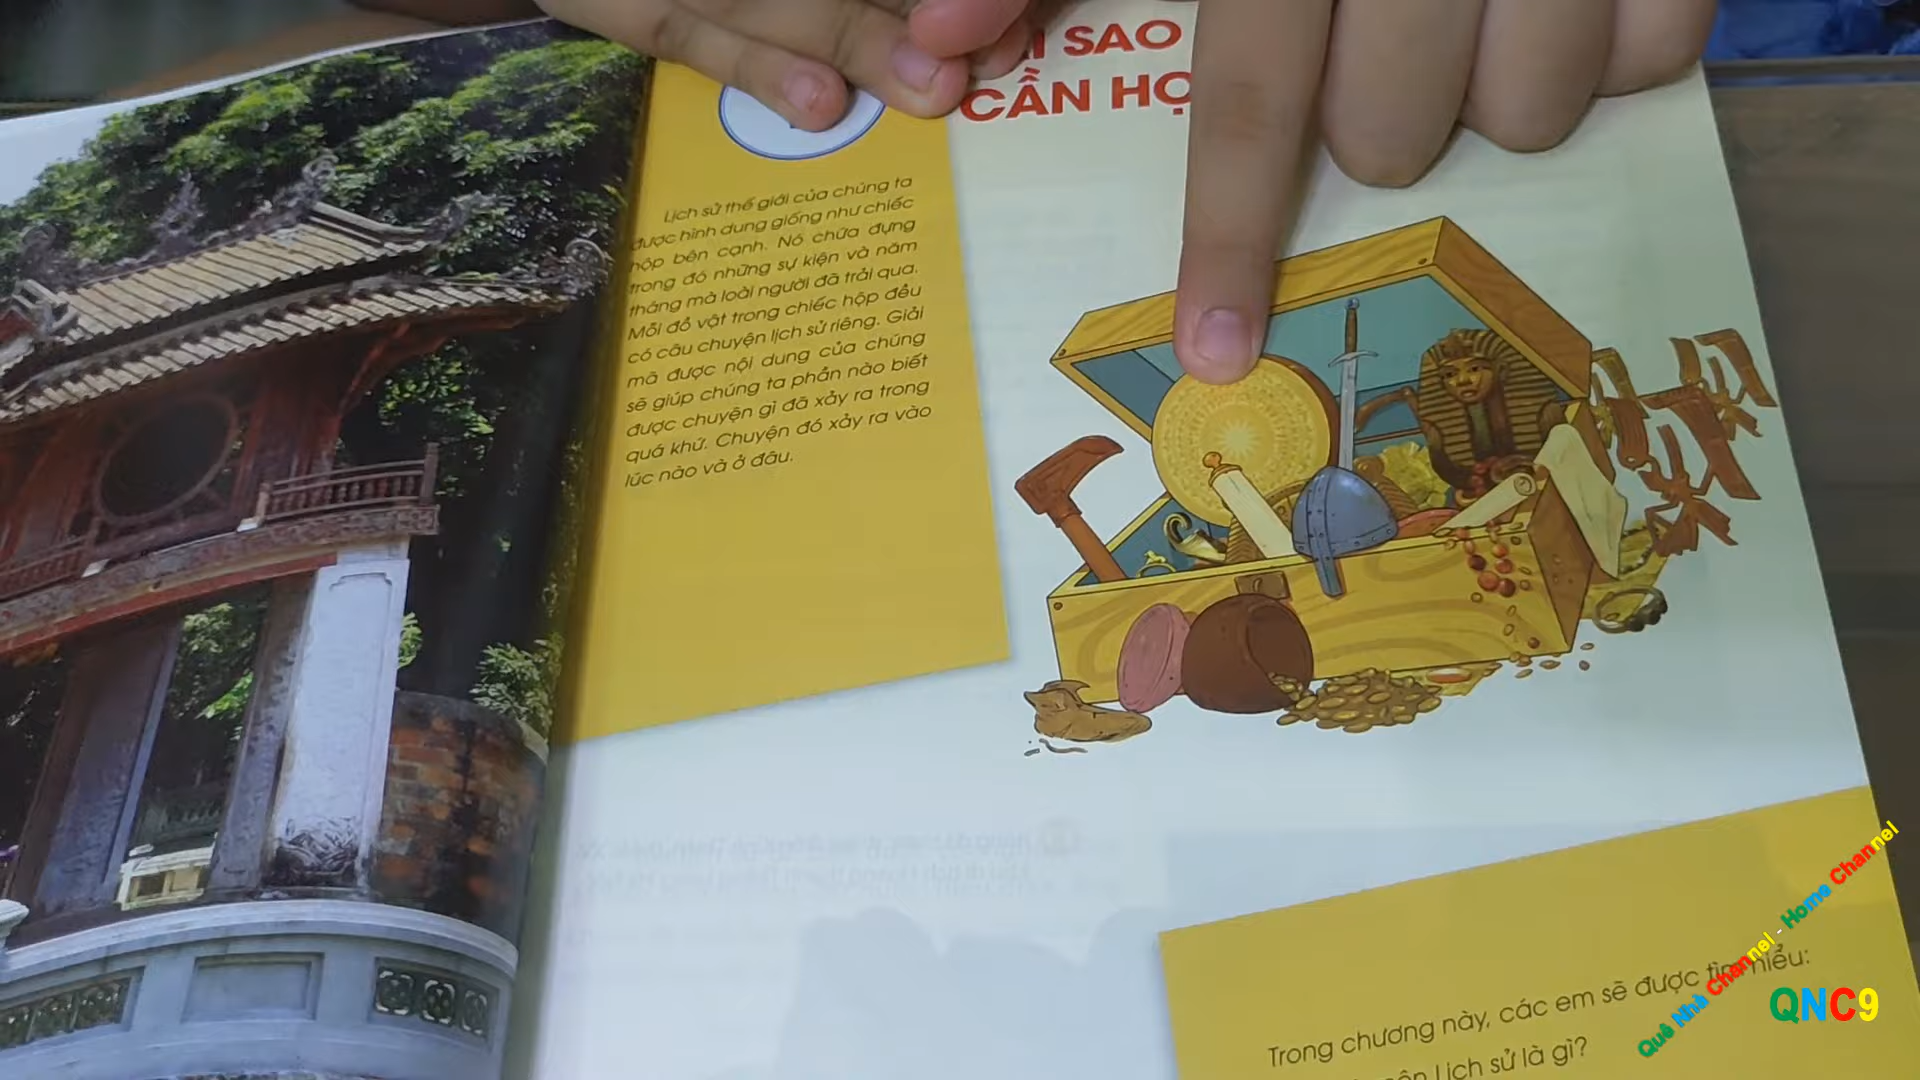 SAO
CẦN HỌ
Lịch sử thế giới của chúng ta
được hình dung giống như chiếc
hộp bên cạnh. Nó chứa đựng
trong đó những sự kiện và năm
tháng mà loài người đã trải qua.
Mỗi đồ vật trong chiếc hộp đều
có câu chuyện lịch sử riêng. Giải
mã được nội dung của chúng
sẽ giúp chúng ta phần nào biết
được chuyện gì đã xảy ra trong
quá khứ. Chuyện đó xảy ra vào
lúc nào và ở đâu.
Trong chương này, các em sẽ được tìm hiểu:
Lịch sử là gì?
Quê Nhà Channel - Home Channel
QNC9